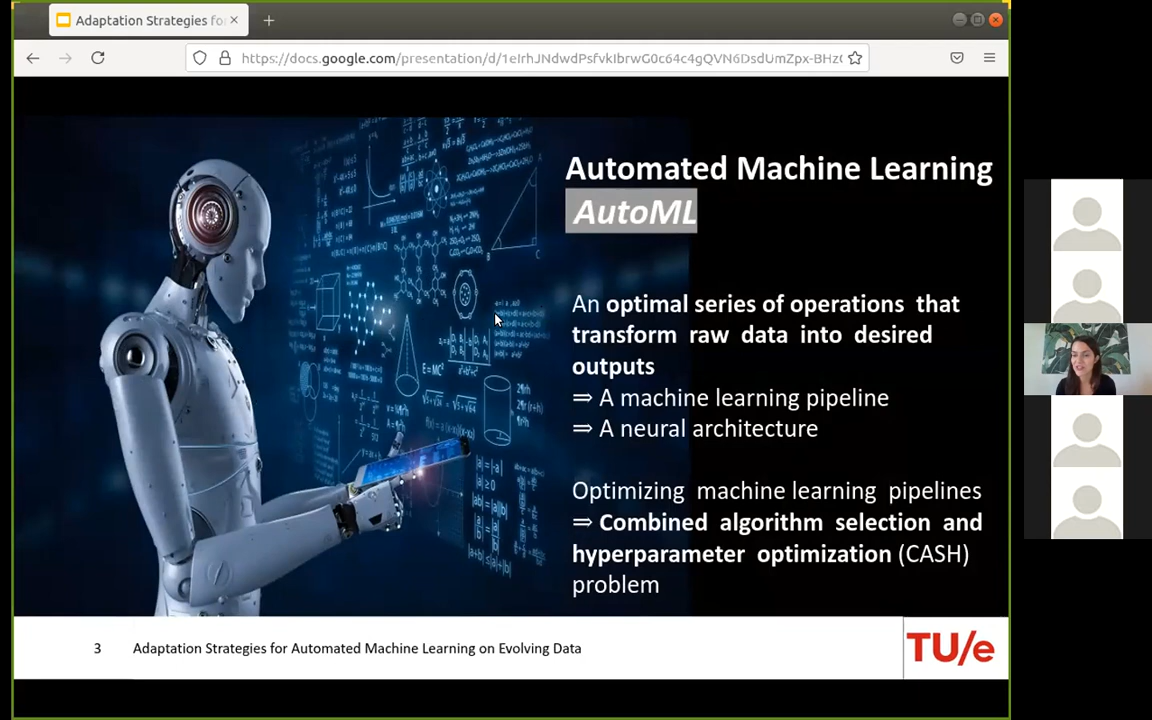 Adaptation Strategies fo
https://docs.google.com/presentation/d/1eIrhJNdwdPsfvkIbrwG0c64c4gQVN6DsdUmZpx-BHz
Automated Machine Learning
AutoML
An optimal series of operations that
transform raw data into desired
outputs
⇒ A machine learning pipeline
⇒ A neural architecture
Optimizing machine learning pipelines
⇒ Combined algorithm selection and
hyperparameter optimization (CASH)
problem
E=MC²
3 Adaptation Strategies for Automated Machine Learning on Evolving Data
TU/e